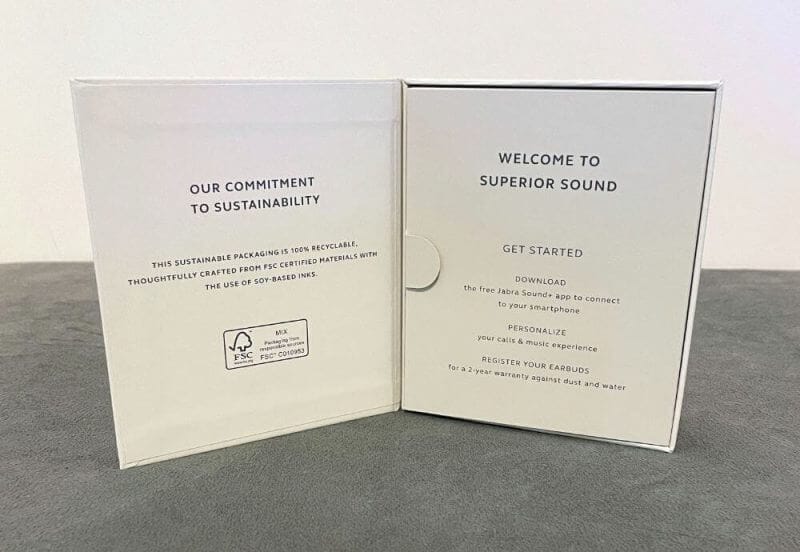 OUR COMMITMENT
TO SUSTAINABILITY
THIS SUSTAINABLE PACKAGING IS 100% RECYCLABLE,
THOUGHTFULLY CRAFTED FROM FSC CERTIFIED MATERIALS WITH
THE USE OF SOY-BASED INKS.
FSC
MIX
Packaging from
responsible sources
FSC® C010953
WELCOME TO
SUPERIOR SOUND
GET STARTED
DOWNLOAD
the free Jabra Sound+ app to connect
to your smartphone
PERSONALIZE
your calls & music experience
REGISTER YOUR EARBUDS
for a 2-year warranty against dust and water